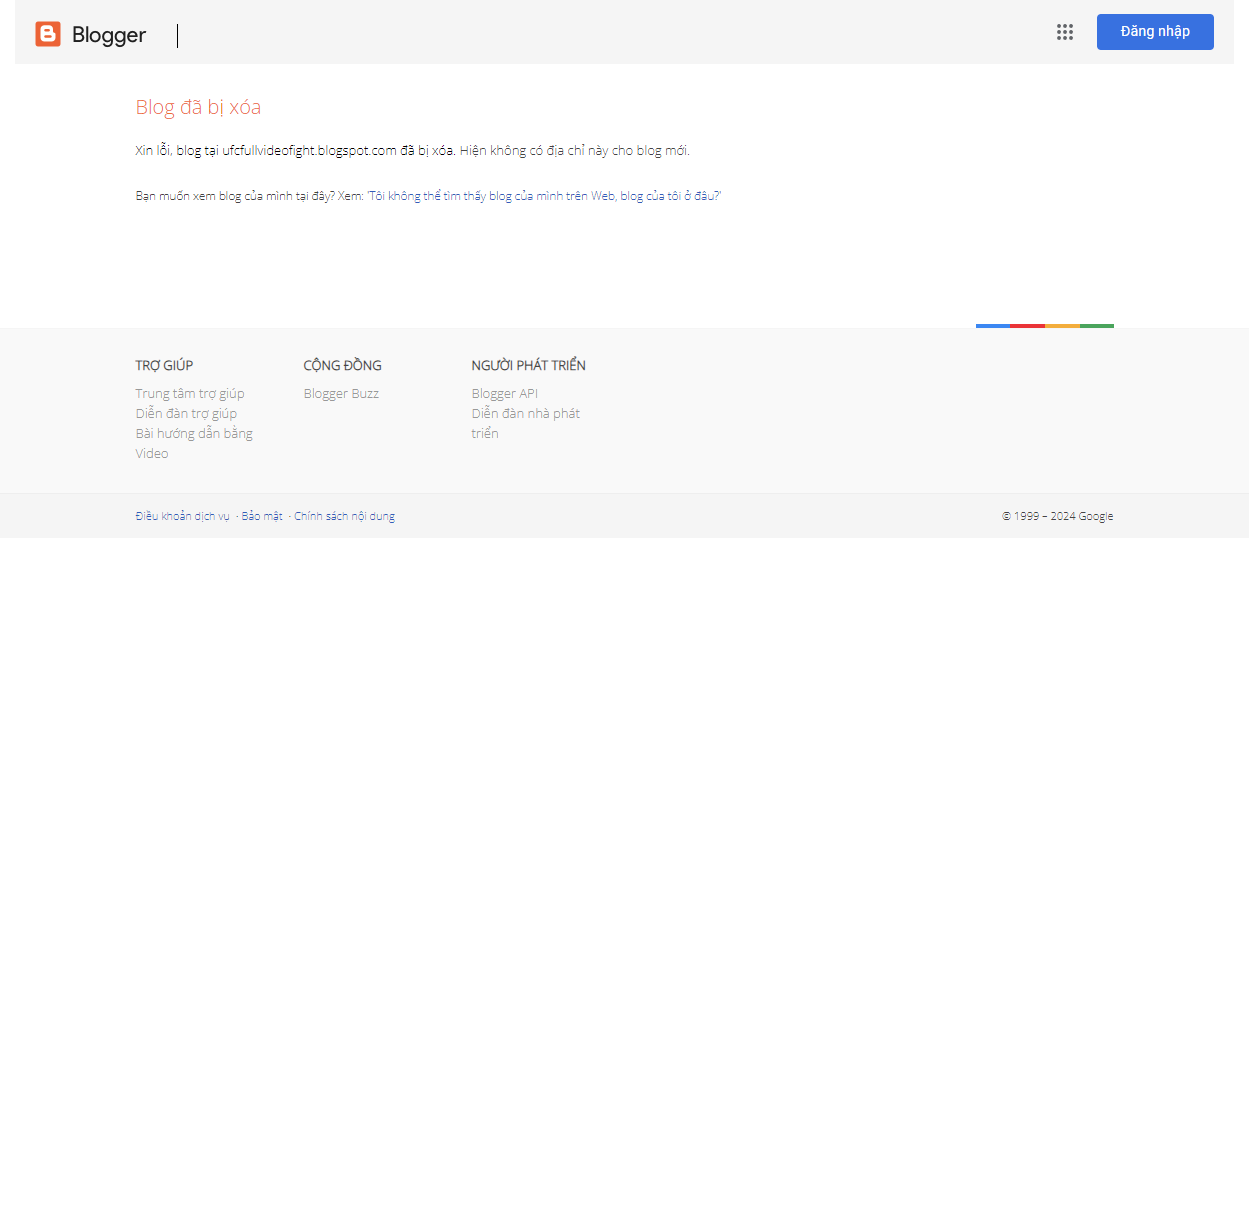 Blogger
Đăng nhập
Blog đã bị xóa
Xin lỗi, blog tại ufcfullvideofight.blogspot.com đã bị xóa. Hiện không có địa chỉ này cho blog mới.
Bạn muốn xem blog của mình tại đây? Xem: 'Tôi không thể tìm thấy blog của mình trên Web, blog của tôi ở đâu?'
TRỢ GIÚP
Trung tâm trợ giúp
Diễn đàn trợ giúp
Bài hướng dẫn bằng
Video
CỘNG ĐỒNG
Blogger Buzz
NGƯỜI PHÁT TRIỂN
Blogger API
Diễn đàn nhà phát
triển
Điều khoản dịch vụ · Bảo mật · Chính sách nội dung
© 1999 – 2024 Google